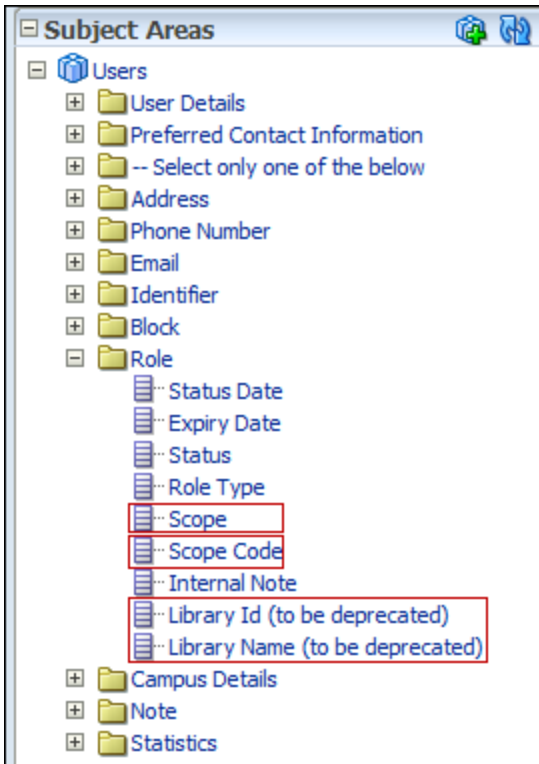 Subject Areas
Users
User Details
Preferred Contact Information
-- Select only one of the below
Address
Phone Number
Email
Identifier
Block
Role
Status Date
Expiry Date
Status
Role Type
Scope
Scope Code
Internal Note
Library Id (to be deprecated)
Library Name (to be deprecated)
Campus Details
Note
Statistics